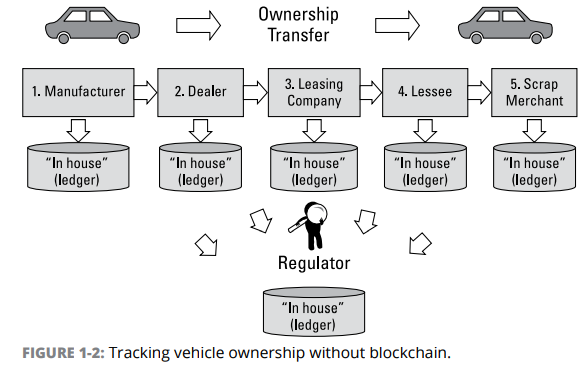 Ownership
Transfer
1. Manufacturer
2. Dealer
3. Leasing
Company
4. Lessee
5. Scrap
Merchant
“In house”
(ledger)
“In house”
(ledger)
“In house”
(ledger)
“In house”
(ledger)
“In house”
(ledger)
Regulator
“In house”
(ledger)
FIGURE 1-2: Tracking vehicle ownership without blockchain.